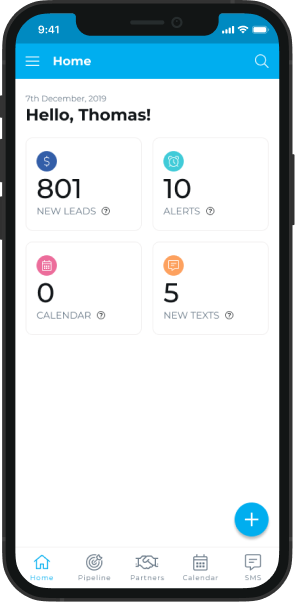 9:41
Home
7th December, 2019
Hello, Thomas!
$
801
NEW LEADS ?
10
ALERTS ?
0
CALENDAR ?
5
NEW TEXTS ?
+
Home Pipeline Partners Calendar SMS